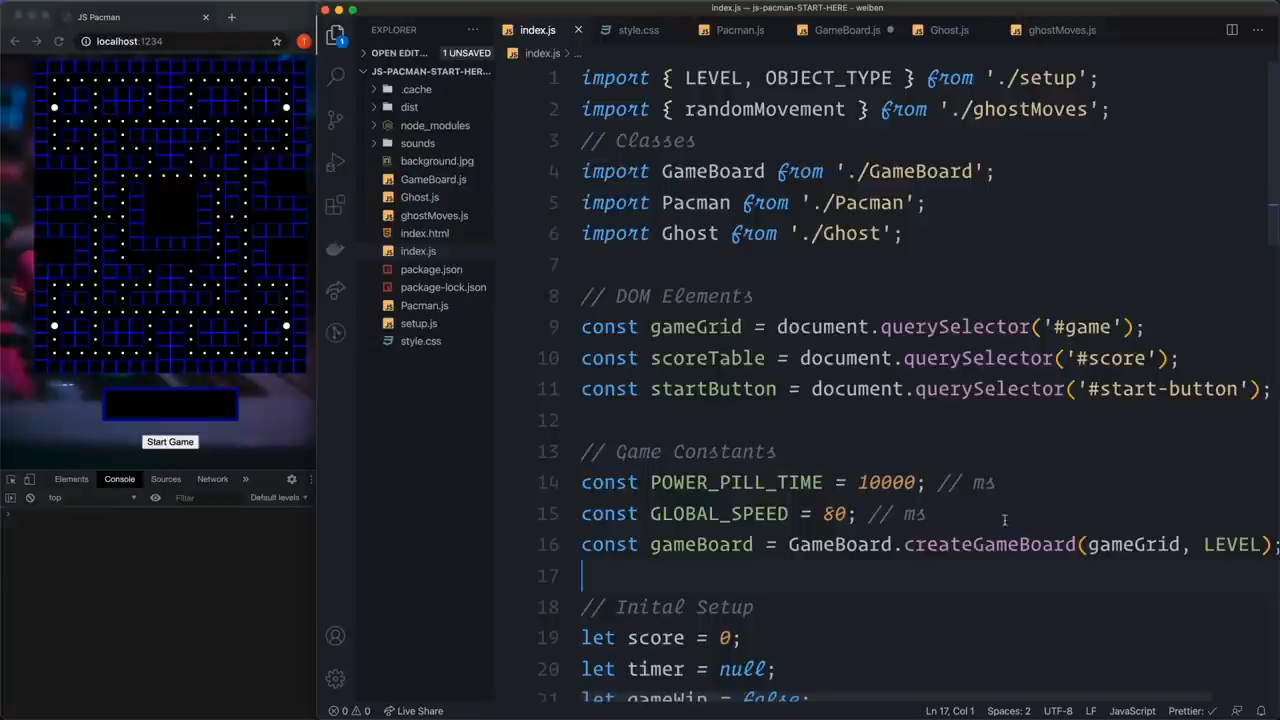 JS Pacman
index.js — js-pacman-START-HERE — weiben
localhost:1234
EXPLORER
index.js
style.css
Pacman.js
GameBoard.js
Ghost.js
ghostMoves.js
OPEN EDIT... 1 UNSAVED
index.js > ...
JS-PACMAN-START-HER...
.cache
dist
node_modules
sounds
background.jpg
GameBoard.js
Ghost.js
ghostMoves.js
index.html
index.js
package.json
package-lock.json
Pacman.js
setup.js
style.css
1 import { LEVEL, OBJECT_TYPE } from './setup';
2 import { randomMovement } from './ghostMoves';
3 // Classes
4 import GameBoard from './GameBoard';
5 import Pacman from './Pacman';
6 import Ghost from './Ghost';
7
8 // DOM Elements
9 const gameGrid = document.querySelector('#game');
10 const scoreTable = document.querySelector('#score');
11 const startButton = document.querySelector('#start-button');
12
13 // Game Constants
14 const POWER_PILL_TIME = 10000; // ms
15 const GLOBAL_SPEED = 80; // ms
16 const gameBoard = GameBoard.createGameBoard(gameGrid, LEVEL);
17
18 // Inital Setup
19 let score = 0;
20 let timer = null;
21 let gameWin = false;
Start Game
Elements Console Sources Network »
top Filter Default levels
0 0 Live Share
Ln 17, Col 1 Spaces: 2 UTF-8 LF JavaScript Prettier: ✓